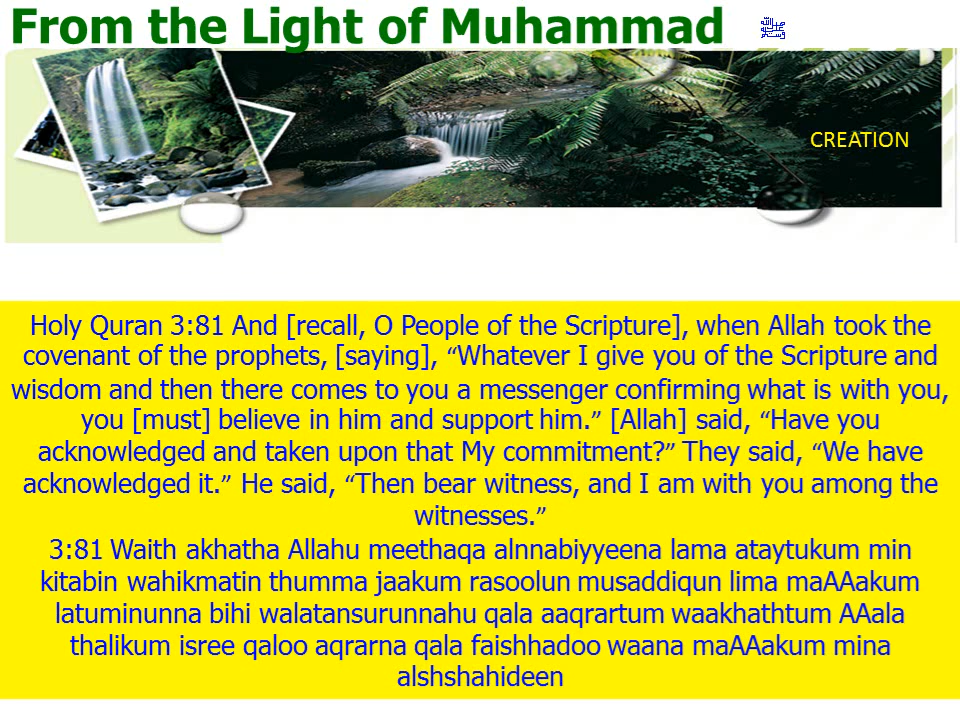 From the Light of Muhammad ﷺ
CREATION
Holy Quran 3:81 And [recall, O People of the Scripture], when Allah took the
covenant of the prophets, [saying], “Whatever I give you of the Scripture and
wisdom and then there comes to you a messenger confirming what is with you,
you [must] believe in him and support him.” [Allah] said, “Have you
acknowledged and taken upon that My commitment?” They said, “We have
acknowledged it.” He said, “Then bear witness, and I am with you among the
witnesses.”
3:81 Waith akhatha Allahu meethaqa alnnabiyyeena lama ataytukum min
kitabin wahikmatin thumma jaakum rasoolun musaddiqun lima maAAakum
latuminunna bihi walatansurunnahu qala aaqrartum waakhathtum AAala
thalikum isree qaloo aqrarna qala faishhadoo waana maAAakum mina
alshshahideen